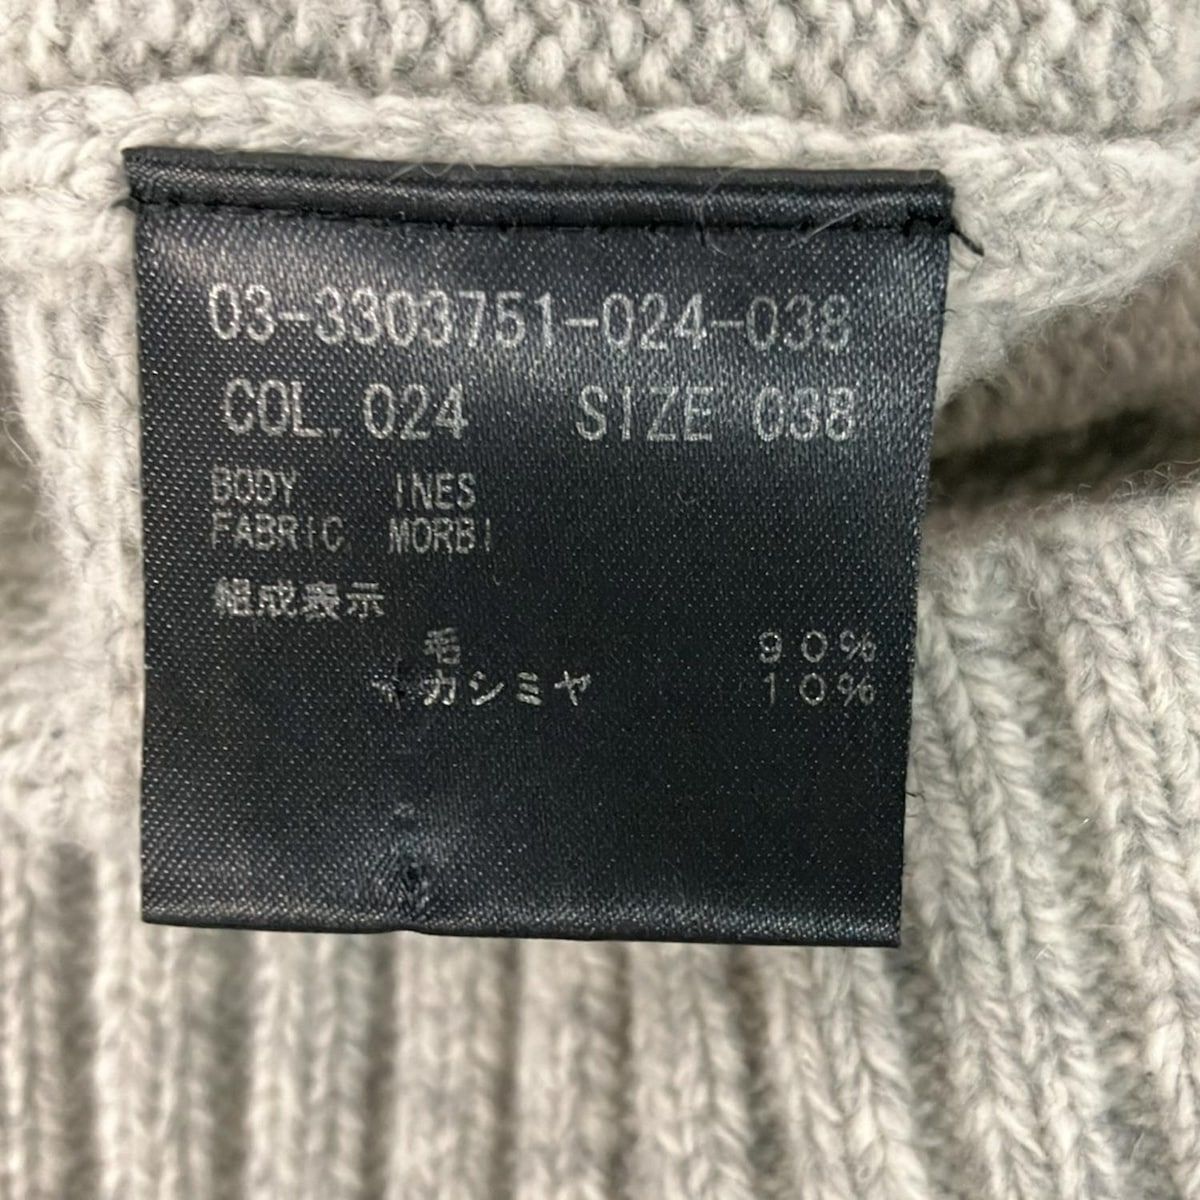 03-3303751-024-038
COL. 024 SIZE 038
BODY INES
FABRIC MORBI
組成表示
毛 90%
カシミヤ 10%